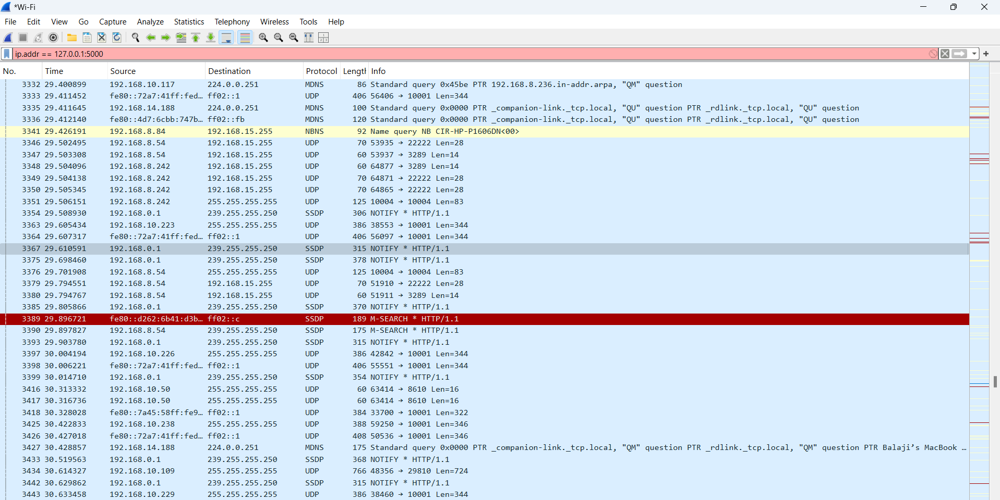 *Wi-Fi
File Edit View Go Capture Analyze Statistics Telephony Wireless Tools Help
ip.addr == 127.0.0.1:5000
No. Time Source Destination Protocol Length Info
3332 29.400899 192.168.10.117 224.0.0.251 MDNS 86 Standard query 0x45be PTR 192.168.8.236.in-addr.arpa, "QM" question
3333 29.411452 fe80::72a7:41ff:fed… ff02::1 UDP 406 56406 → 10001 Len=344
3335 29.411645 192.168.14.188 224.0.0.251 MDNS 100 Standard query 0x0000 PTR _companion-link._tcp.local, "QU" question PTR _rdlink._tcp.local, "QU" question
3336 29.412140 fe80::4d7:6cbb:747b… ff02::fb MDNS 120 Standard query 0x0000 PTR _companion-link._tcp.local, "QU" question PTR _rdlink._tcp.local, "QU" question
3341 29.426191 192.168.8.84 192.168.15.255 NBNS 92 Name query NB CIR-HP-P1606DN<00>
3346 29.502495 192.168.8.54 192.168.15.255 UDP 70 53935 → 22222 Len=28
3347 29.503308 192.168.8.54 192.168.15.255 UDP 60 53937 → 3289 Len=14
3348 29.504096 192.168.8.242 192.168.15.255 UDP 60 64877 → 3289 Len=14
3349 29.504138 192.168.8.242 192.168.15.255 UDP 70 64871 → 22222 Len=28
3350 29.505345 192.168.8.242 192.168.15.255 UDP 70 64865 → 22222 Len=28
3351 29.506151 192.168.8.242 255.255.255.255 UDP 125 10004 → 10004 Len=83
3354 29.508930 192.168.0.1 239.255.255.250 SSDP 306 NOTIFY * HTTP/1.1
3363 29.605434 192.168.10.223 255.255.255.255 UDP 386 38553 → 10001 Len=344
3364 29.607317 fe80::72a7:41ff:fed… ff02::1 UDP 406 56097 → 10001 Len=344
3367 29.610591 192.168.0.1 239.255.255.250 SSDP 315 NOTIFY * HTTP/1.1
3375 29.698460 192.168.0.1 239.255.255.250 SSDP 378 NOTIFY * HTTP/1.1
3376 29.701908 192.168.8.54 255.255.255.255 UDP 125 10004 → 10004 Len=83
3379 29.794551 192.168.8.54 192.168.15.255 UDP 70 51910 → 22222 Len=28
3380 29.794767 192.168.8.54 192.168.15.255 UDP 60 51911 → 3289 Len=14
3385 29.805866 192.168.0.1 239.255.255.250 SSDP 370 NOTIFY * HTTP/1.1
3389 29.896721 fe80::d262:6b41:d3b… ff02::c SSDP 189 M-SEARCH * HTTP/1.1
3390 29.897827 192.168.8.54 239.255.255.250 SSDP 175 M-SEARCH * HTTP/1.1
3393 29.903780 192.168.0.1 239.255.255.250 SSDP 315 NOTIFY * HTTP/1.1
3397 30.004194 192.168.10.226 255.255.255.255 UDP 386 42842 → 10001 Len=344
3398 30.006221 fe80::72a7:41ff:fed… ff02::1 UDP 406 55551 → 10001 Len=344
3399 30.014710 192.168.0.1 239.255.255.250 SSDP 354 NOTIFY * HTTP/1.1
3416 30.313332 192.168.10.50 255.255.255.255 UDP 60 63414 → 8610 Len=16
3417 30.316736 192.168.10.50 255.255.255.255 UDP 60 63414 → 8610 Len=16
3418 30.328028 fe80::7a45:58ff:fe9… ff02::1 UDP 384 33700 → 10001 Len=322
3425 30.422833 192.168.10.238 255.255.255.255 UDP 388 59250 → 10001 Len=346
3426 30.427018 fe80::72a7:41ff:fed… ff02::1 UDP 408 50536 → 10001 Len=346
3427 30.428857 192.168.14.188 224.0.0.251 MDNS 175 Standard query 0x0000 PTR _companion-link._tcp.local, "QM" question PTR _rdlink._tcp.local, "QM" question PTR Balaji’s MacBook …
3433 30.519563 192.168.0.1 239.255.255.250 SSDP 368 NOTIFY * HTTP/1.1
3434 30.614327 192.168.10.109 255.255.255.255 UDP 766 48356 → 29810 Len=724
3442 30.629862 192.168.0.1 239.255.255.250 SSDP 315 NOTIFY * HTTP/1.1
3443 30.633458 192.168.10.229 255.255.255.255 UDP 386 38460 → 10001 Len=344